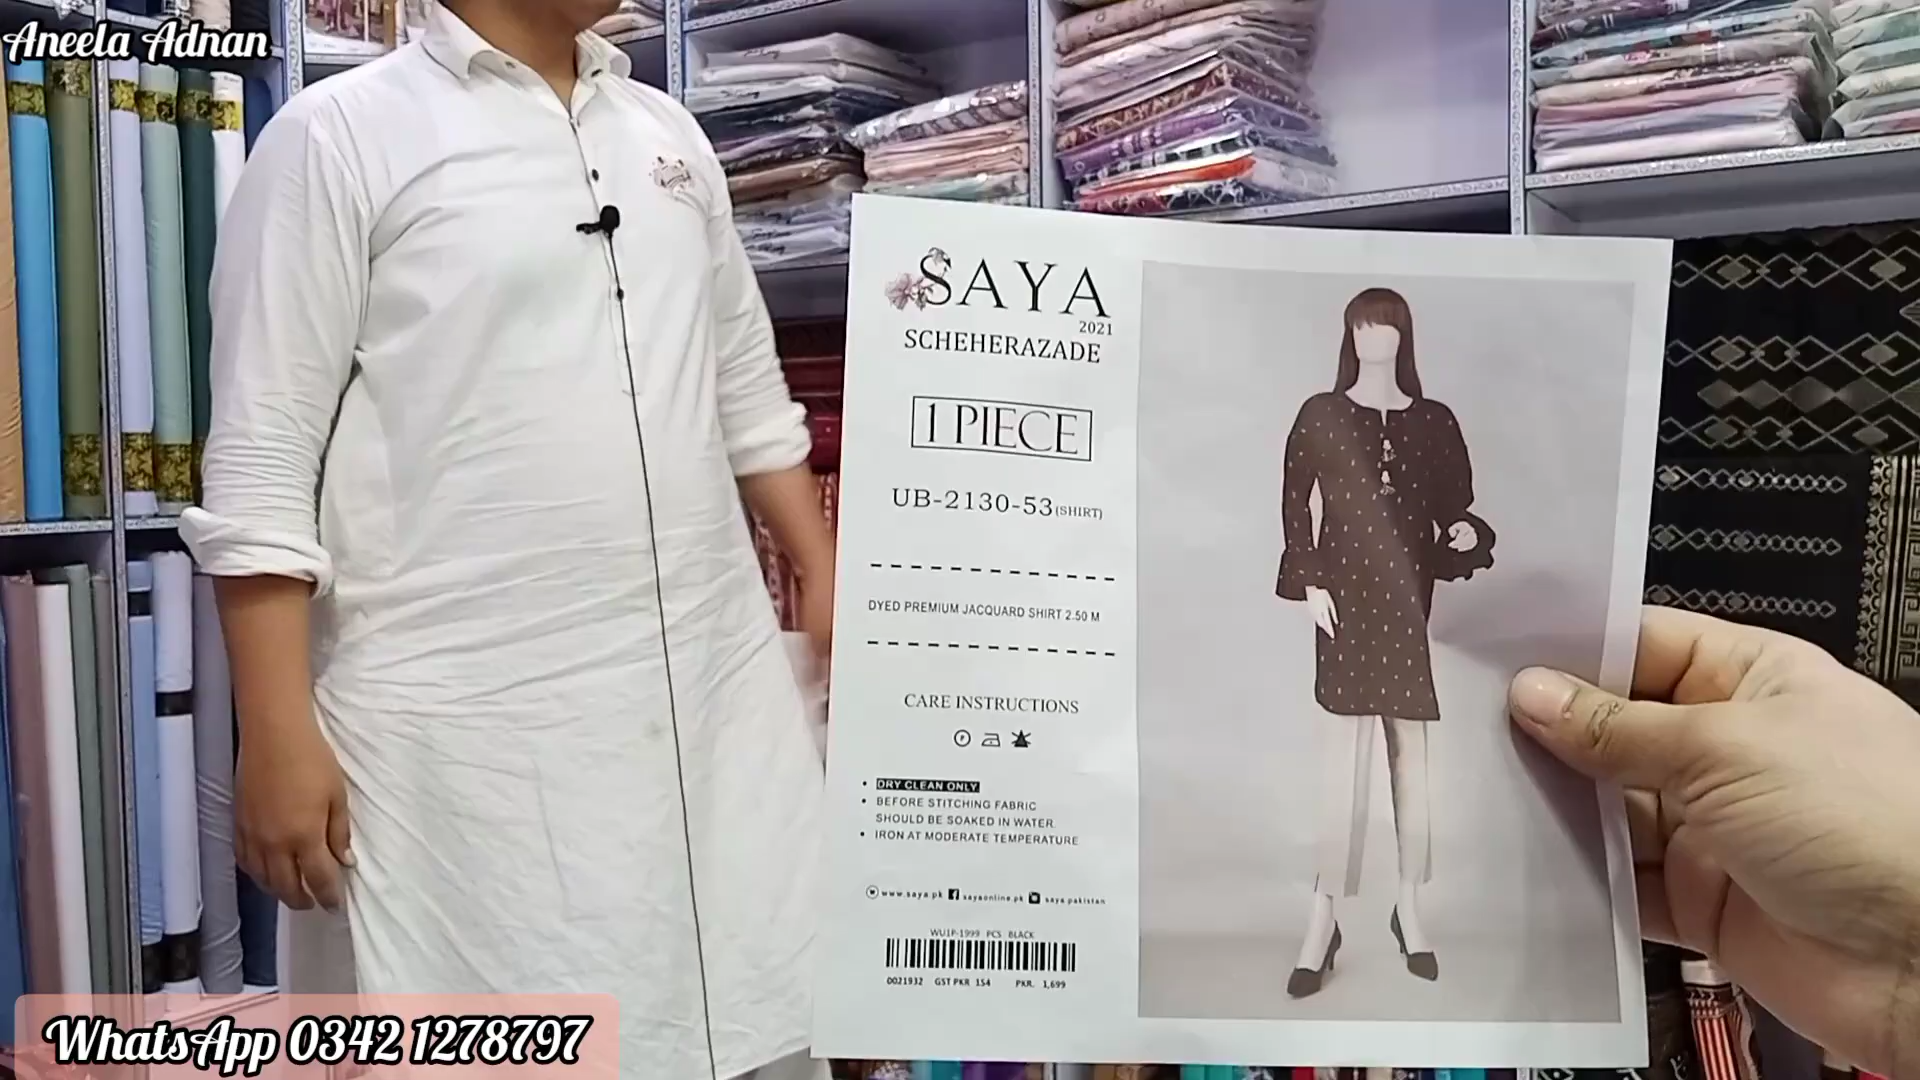 Aneela Adnan
SAYA
2021
SCHEHERAZADE
1 PIECE
UB-2130-53(SHIRT)
DYED PREMIUM JACQUARD SHIRT 2.50 M
CARE INSTRUCTIONS
P
DRY CLEAN ONLY
BEFORE STITCHING FABRIC
SHOULD BE SOAKED IN WATER.
IRON AT MODERATE TEMPERATURE
www.saya.pk sayaonline.pk saya.pakistan
WU1P-1999 PCS BLACK
0021932 GST PKR 154 PKR. 1,699
WhatsApp 0342 1278797